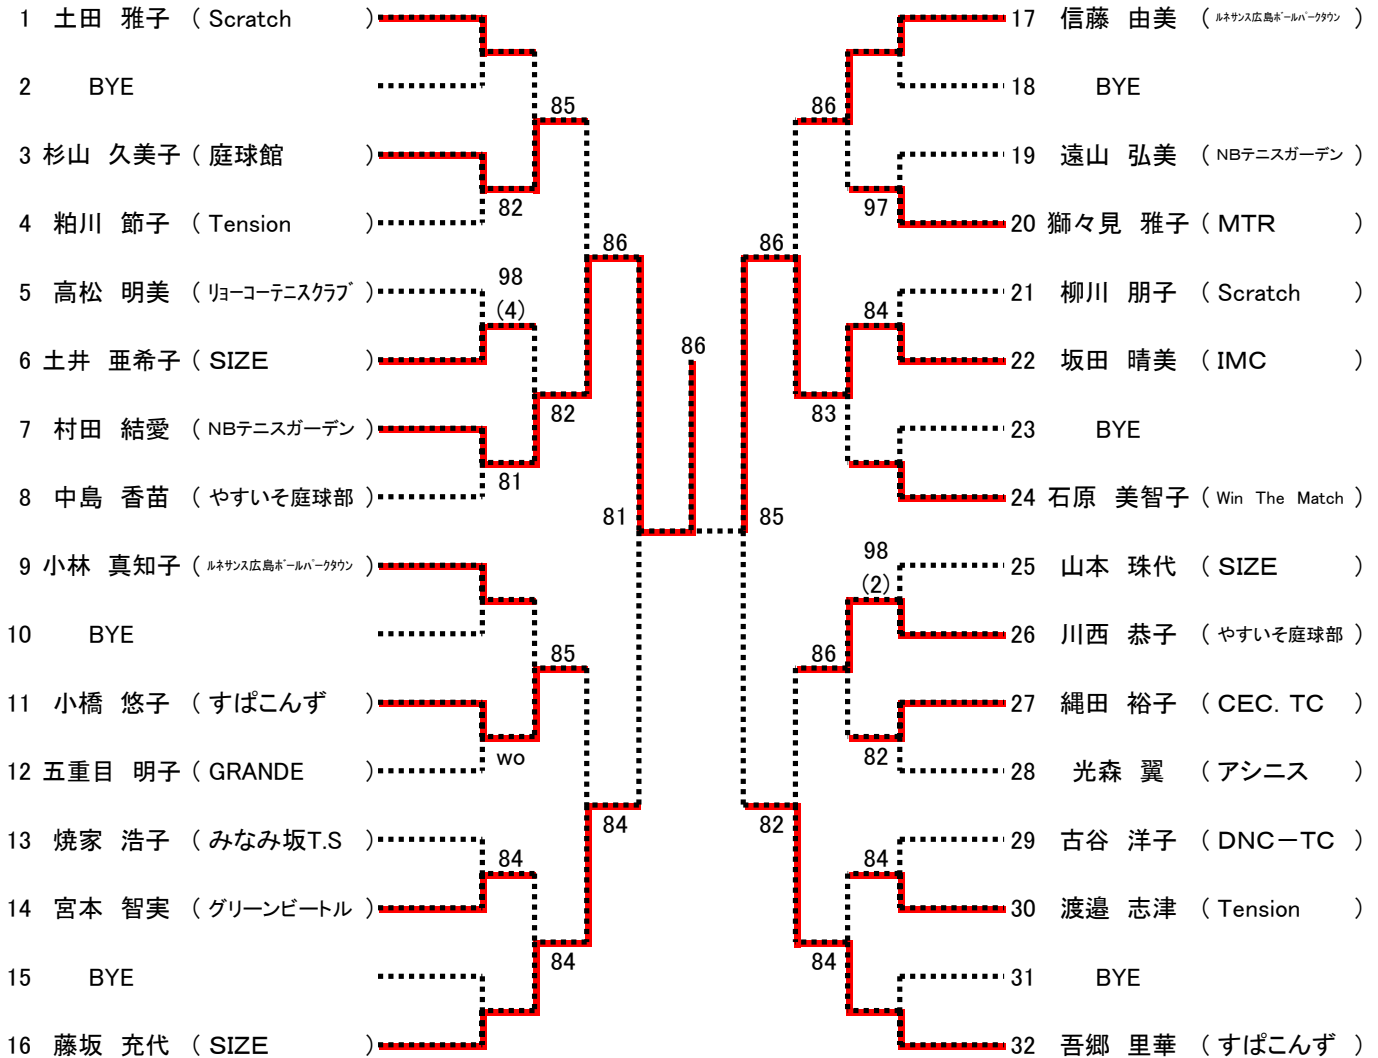 1 土田 雅子 ( Scratch )
2 BYE
85
3 杉山 久美子 ( 庭球館 )
82
4 粕川 節子 ( Tension )
86
5 高松 明美 ( リョーコーテニスクラブ )
98
(4)
6 土井 亜希子 ( SIZE )
82
7 村田 結愛 ( NBテニスガーデン )
81
8 中島 香苗 ( やすいそ庭球部 )
81
9 小林 真知子 ( ルネサンス広島ボールパークタウン )
10 BYE
85
11 小橋 悠子 ( すぱこんず )
wo
12 五重目 明子 ( GRANDE )
84
13 焼家 浩子 ( みなみ坂T.S )
84
14 宮本 智実 ( グリーンビートル )
84
15 BYE
16 藤坂 充代 ( SIZE )
86
17 信藤 由美 ( ルネサンス広島ボールパークタウン )
18 BYE
86
19 遠山 弘美 ( NBテニスガーデン )
97
20 獅々見 雅子 ( MTR )
86
21 柳川 朋子 ( Scratch )
84
22 坂田 晴美 ( IMC )
83
23 BYE
24 石原 美智子 ( Win The Match )
85
25 山本 珠代 ( SIZE )
98
(2)
26 川西 恭子 ( やすいそ庭球部 )
86
27 縄田 裕子 ( CEC. TC )
82
28 光森 翼 ( アシニス )
82
29 古谷 洋子 ( DNC－TC )
84
30 渡邉 志津 ( Tension )
84
31 BYE
32 吾郷 里華 ( すぱこんず )